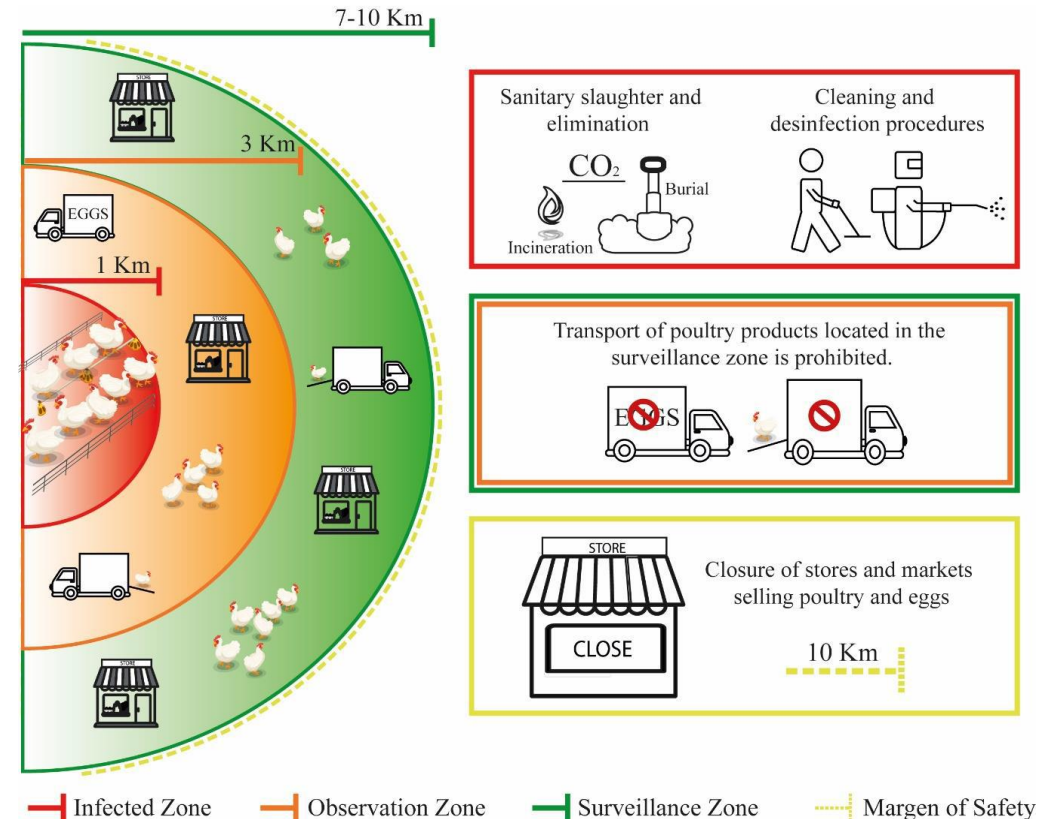 7-10 Km
STORE
3 Km
EGGS
1 Km
STORE
STORE
STORE
Sanitary slaughter and
elimination
CO₂
Burial
Incineration
Cleaning and
desinfection procedures
Transport of poultry products located in the
surveillance zone is prohibited.
EGGS
STORE
CLOSE
Closure of stores and markets
selling poultry and eggs
10 Km
Infected Zone
Observation Zone
Surveillance Zone
Margen of Safety